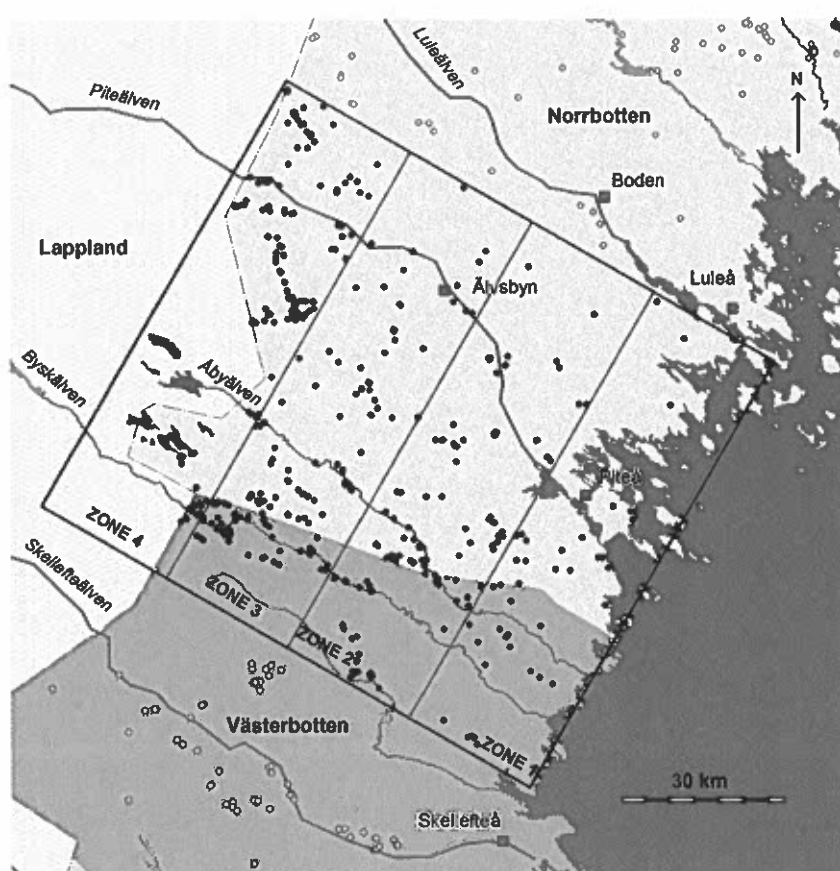 Luleälven
Piteälven
N
Norrbotten
Boden
Lappland
Luleå
Älvsbyn
Byskälven
Åbyälven
Piteå
ZONE 4
Skellefteälven
ZONE 3
ZONE 2
Västerbotten
ZONE 1
30 km
Skellefteå